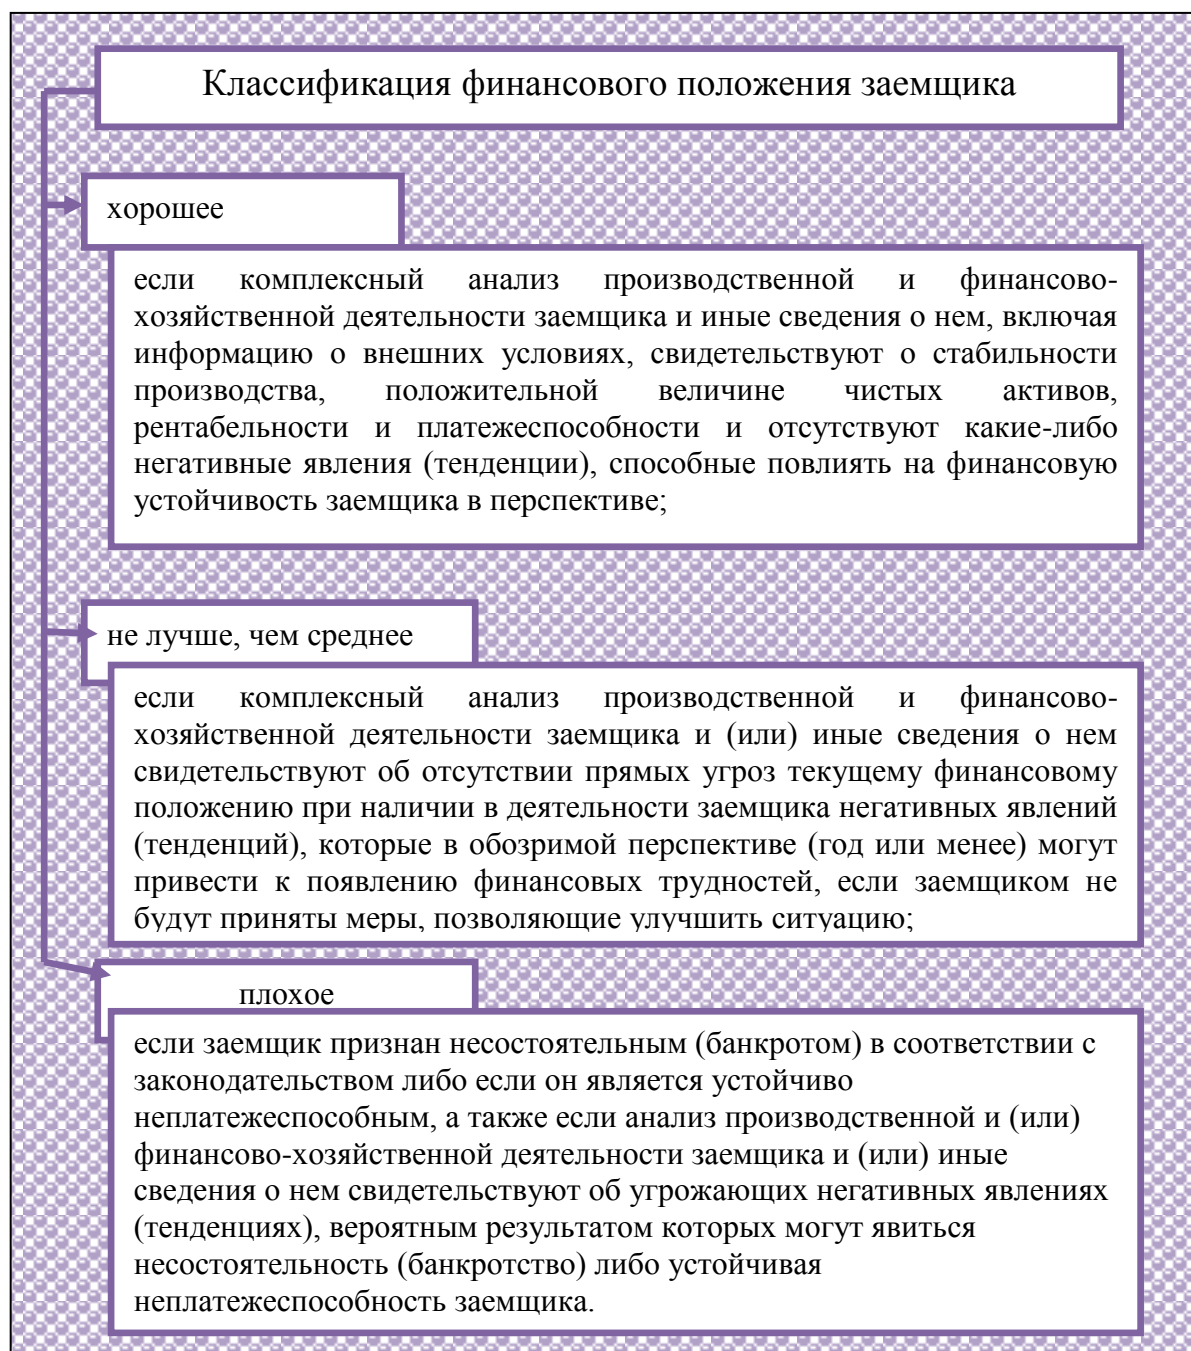 Классификация финансового положения заемщика
хорошее
если комплексный анализ производственной и финансово-
хозяйственной деятельности заемщика и иные сведения о нем, включая
информацию о внешних условиях, свидетельствуют о стабильности
производства, положительной величине чистых активов,
рентабельности и платежеспособности и отсутствуют какие-либо
негативные явления (тенденции), способные повлиять на финансовую
устойчивость заемщика в перспективе;
не лучше, чем среднее
если комплексный анализ производственной и финансово-
хозяйственной деятельности заемщика и (или) иные сведения о нем
свидетельствуют об отсутствии прямых угроз текущему финансовому
положению при наличии в деятельности заемщика негативных явлений
(тенденций), которые в обозримой перспективе (год или менее) могут
привести к появлению финансовых трудностей, если заемщиком не
будут приняты меры, позволяющие улучшить ситуацию;
плохое
если заемщик признан несостоятельным (банкротом) в соответствии с
законодательством либо если он является устойчиво
неплатежеспособным, а также если анализ производственной и (или)
финансово-хозяйственной деятельности заемщика и (или) иные
сведения о нем свидетельствуют об угрожающих негативных явлениях
(тенденциях), вероятным результатом которых могут явиться
несостоятельность (банкротство) либо устойчивая
неплатежеспособность заемщика.